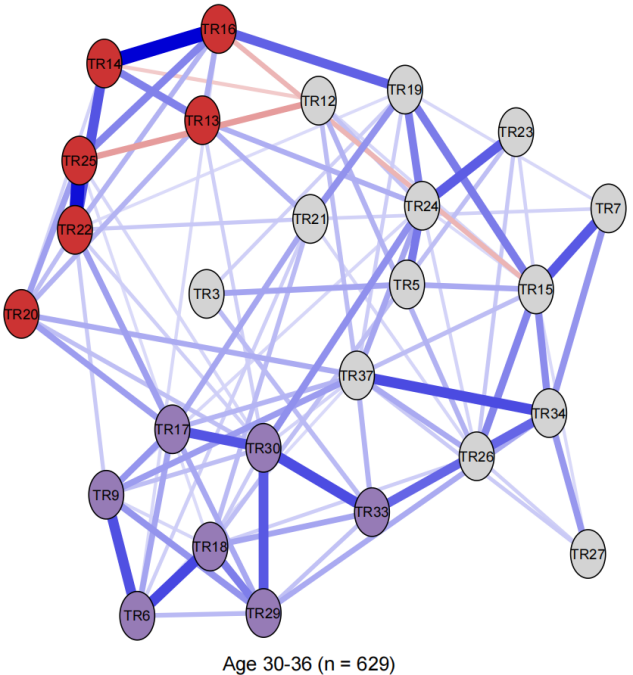 TR16
TR14
TR19
TR12
TR13
TR23
TR25
TR24
TR7
TR21
TR22
TR5
TR15
TR3
TR20
TR37
TR34
TR17
TR30
TR26
TR9
TR33
TR18
TR27
TR6
TR29
Age 30-36 (n = 629)